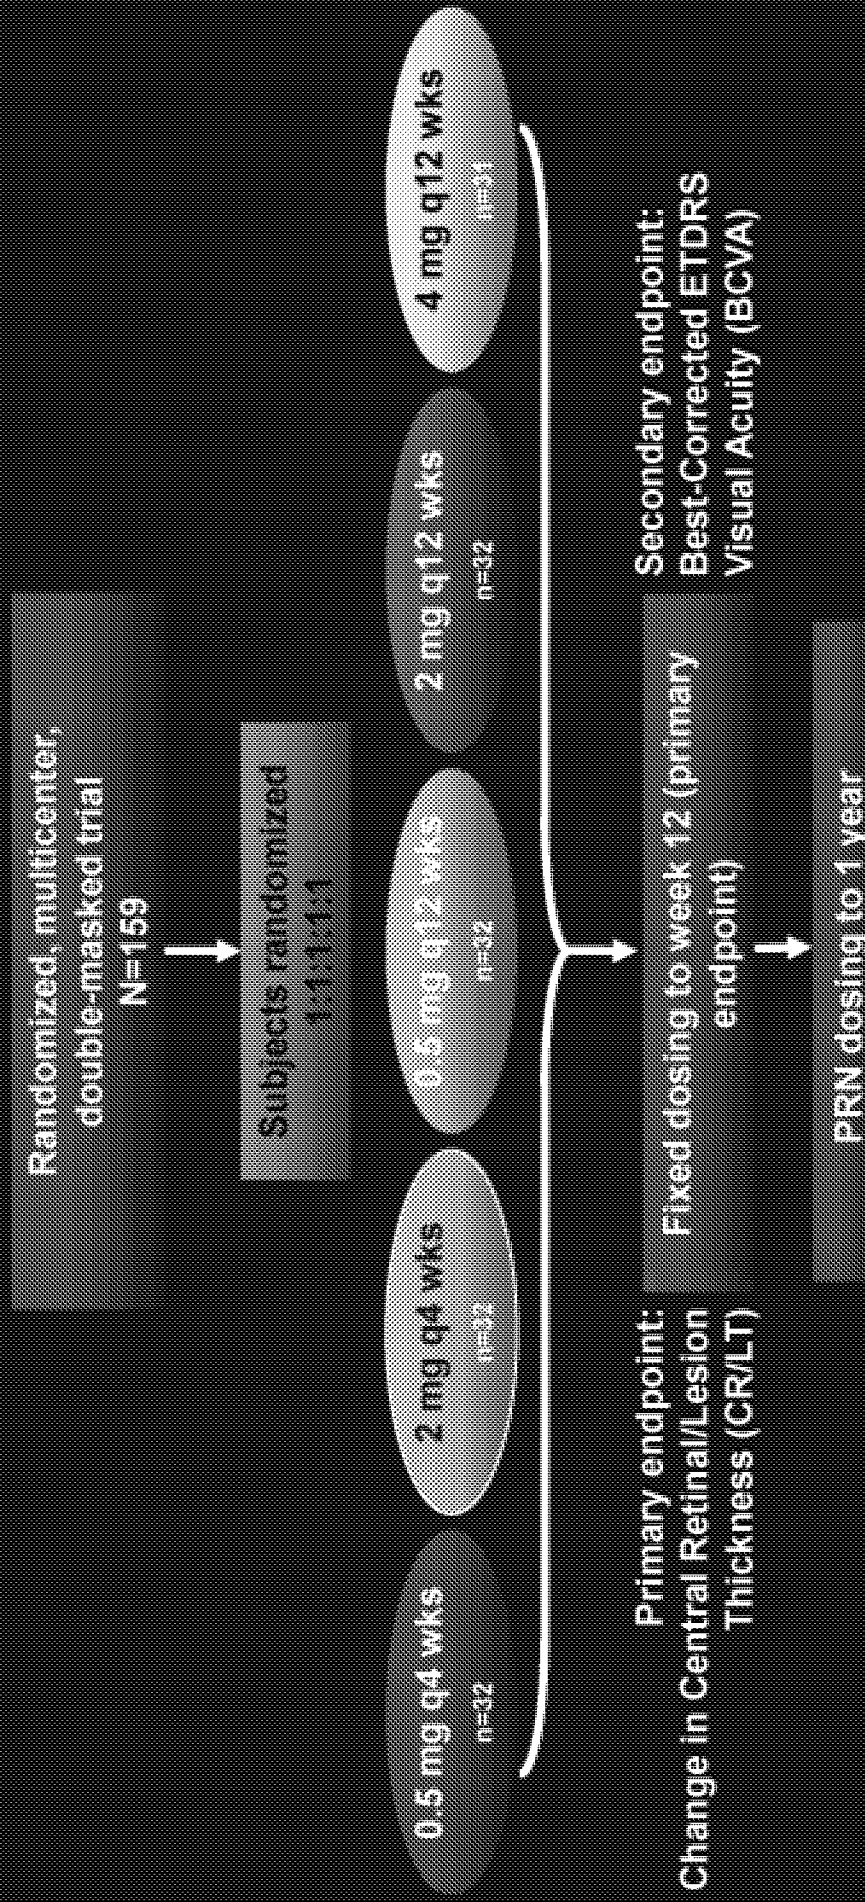 Randomized, multicenter,
double-masked trial
N=159
Subjects randomized
1:1:1:1:1
0.5 mg q4 wks
n=32
2 mg q4 wks
n=32
0.5 mg q12 wks
n=32
2 mg q12 wks
n=32
4 mg q12 wks
n=31
Primary endpoint:
Change in Central Retinal/Lesion
Thickness (CR/LT)
Fixed dosing to week 12 (primary
endpoint)
Secondary endpoint:
Best-Corrected ETDRS
Visual Acuity (BCVA)
PRN dosing to 1 year